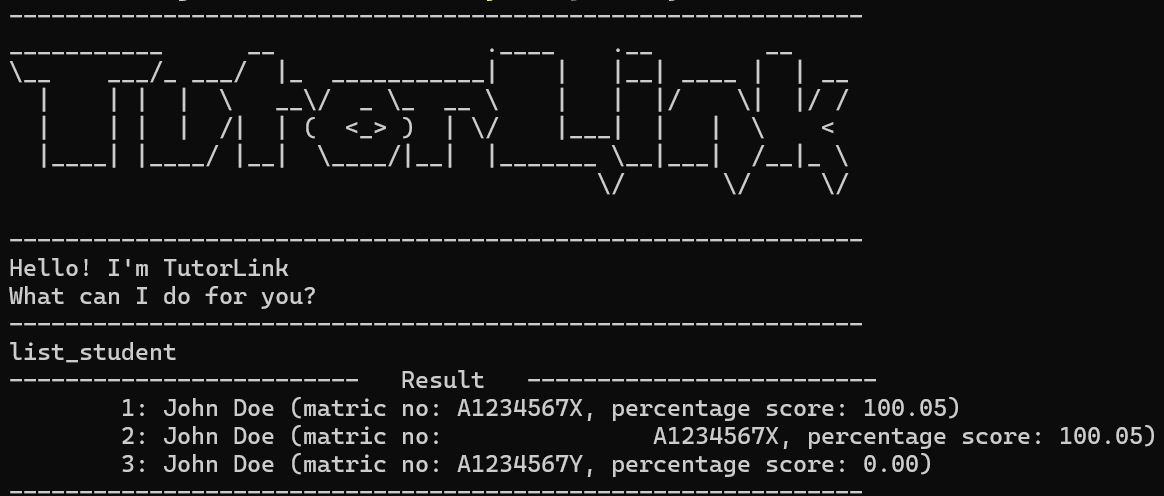 TutorLink
Hello! I'm TutorLink
What can I do for you?
list_student
------------------------- Result -------------------------
1: John Doe (matric no: A1234567X, percentage score: 100.05)
2: John Doe (matric no:               A1234567X, percentage score: 100.05)
3: John Doe (matric no: A1234567Y, percentage score: 0.00)